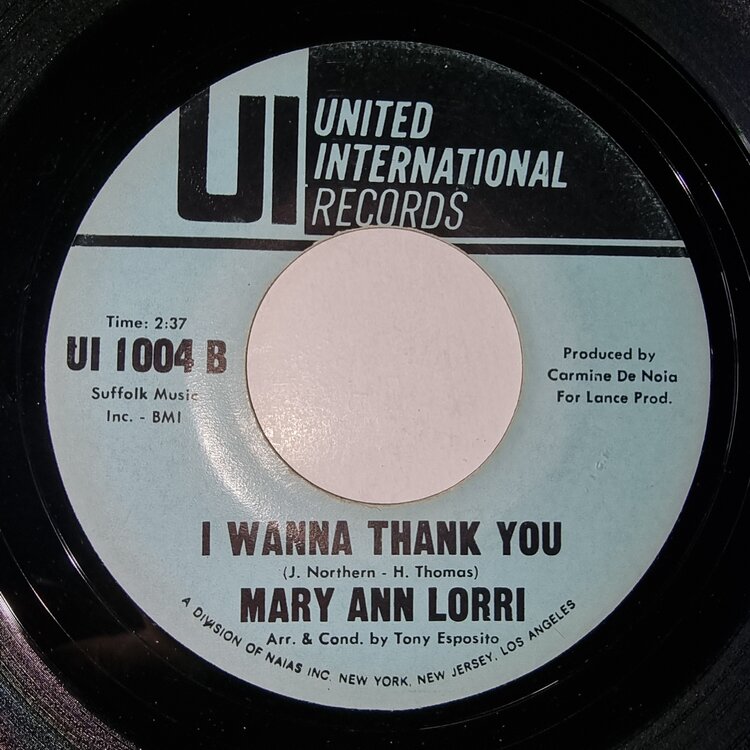 UI
UNITED
INTERNATIONAL
RECORDS
Time: 2:37
UI 1004 B
Suffolk Music
Inc. - BMI
Produced by
Carmine De Noia
For Lance Prod.
I WANNA THANK YOU
(J. Northern - H. Thomas)
MARY ANN LORRI
Arr. & Cond. by Tony Esposito
A DIVISION OF NAIAS INC. NEW YORK, NEW JERSEY, LOS ANGELES